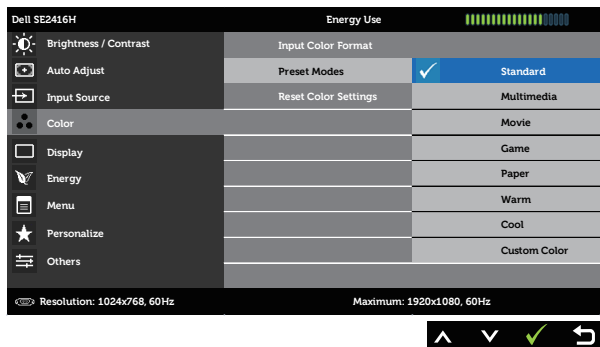 Dell SE2416H Energy Use
Brightness / Contrast Input Color Format
Auto Adjust Preset Modes Standard
Input Source Reset Color Settings Multimedia
Color Movie
Display Game
Energy Paper
Menu Warm
Personalize Cool
Others Custom Color
Resolution: 1024x768, 60Hz Maximum: 1920x1080, 60Hz